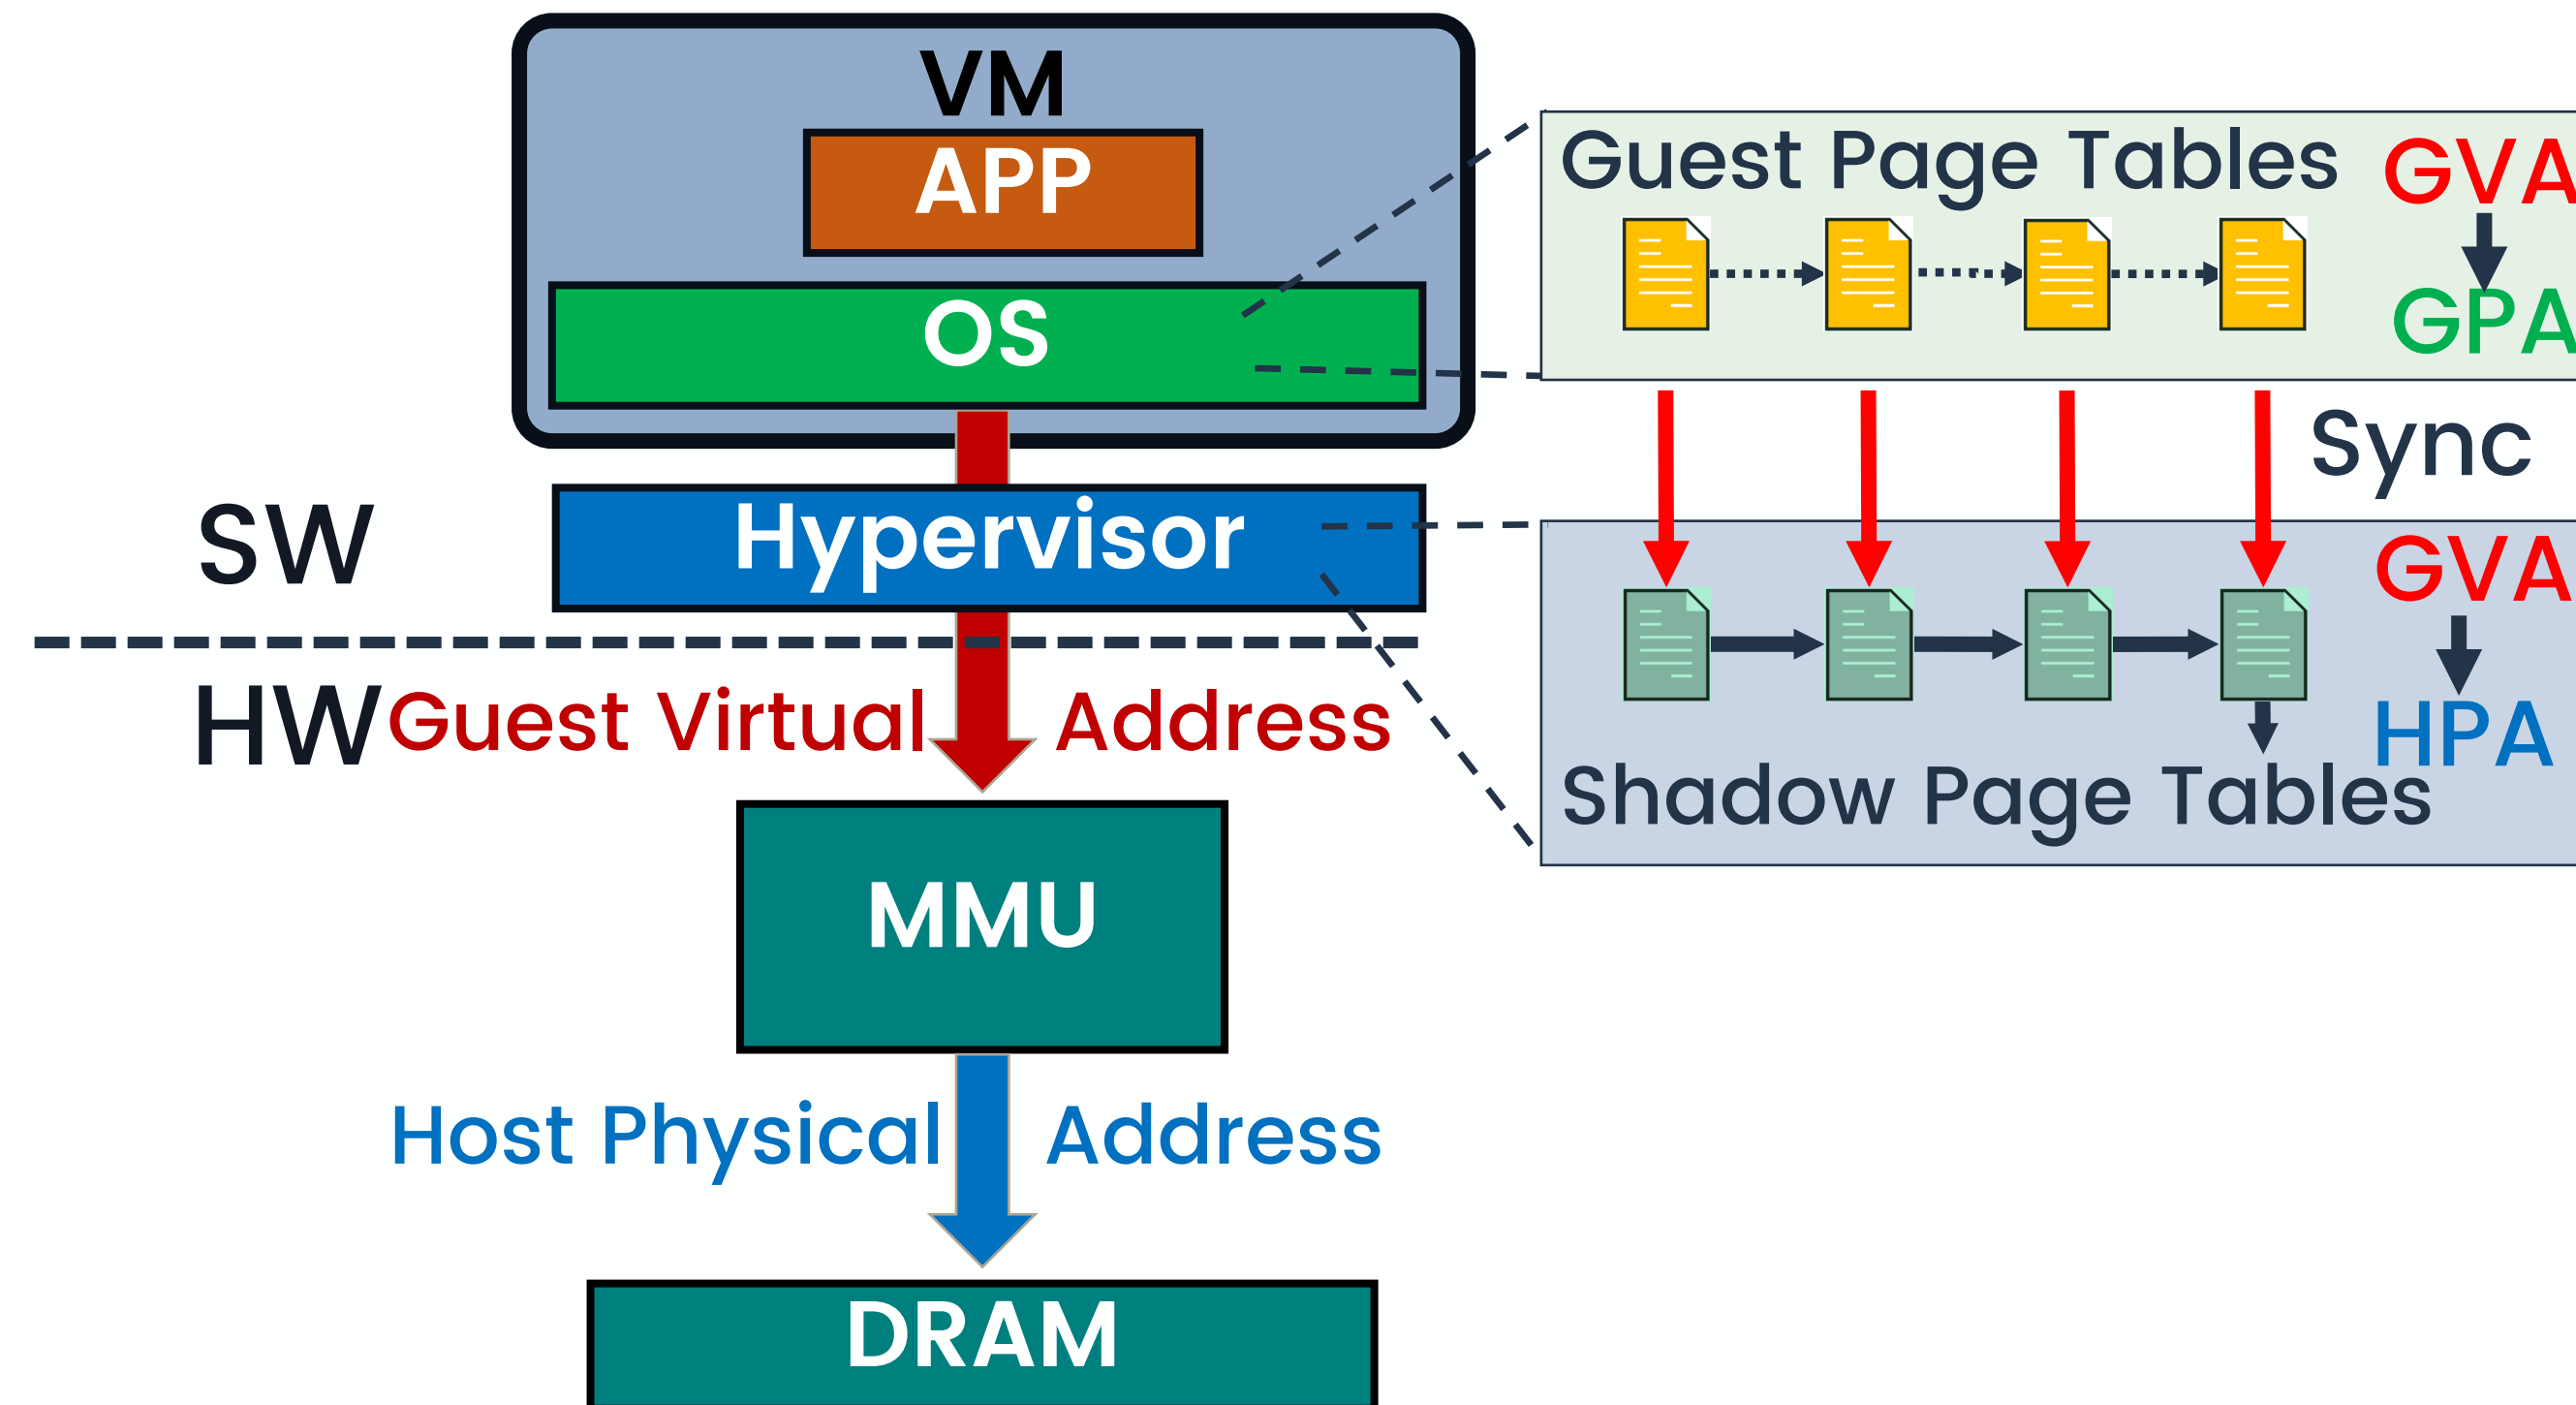 VM
APP
OS
Hypervisor
SW
HW
Guest Virtual Address
MMU
Host Physical Address
DRAM
Guest Page Tables
GVA
GPA
Sync
GVA
HPA
Shadow Page Tables